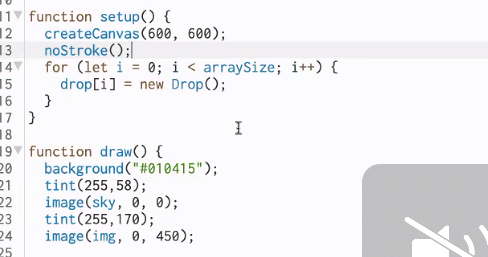 11 function setup() {
12 createCanvas(600, 600);
13 noStroke();
14 for (let i = 0; i < arraySize; i++) {
15 drop[i] = new Drop();
16 }
17 }
18
19 function draw() {
20 background("#010415");
21 tint(255,58);
22 image(sky, 0, 0);
23 tint(255,170);
24 image(img, 0, 450);
25